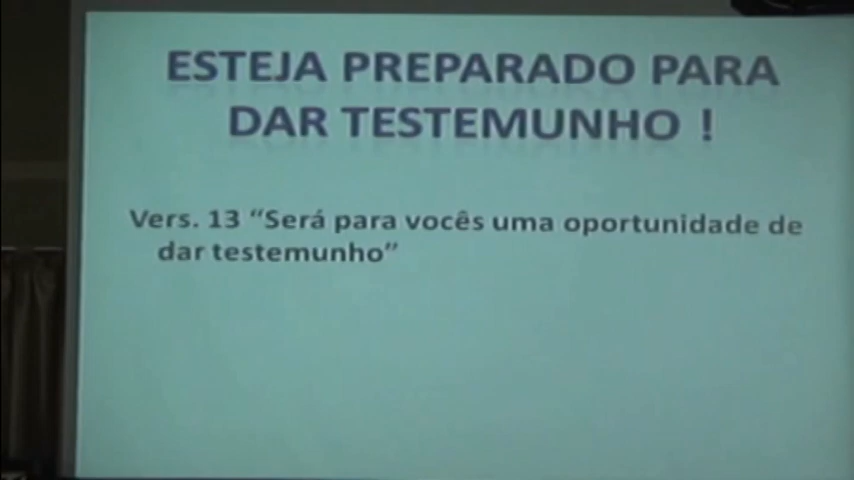 ESTEJA PREPARADO PARA
DAR TESTEMUNHO !
Vers. 13 “Será para vocês uma oportunidade de
dar testemunho”